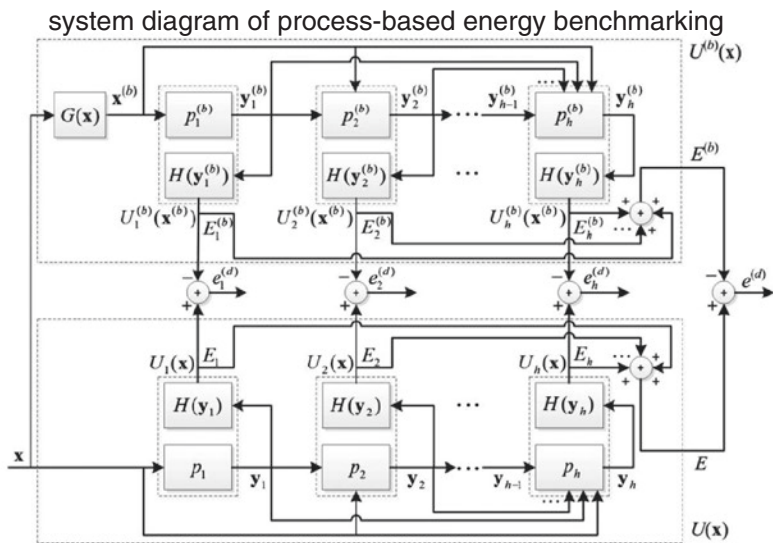 system diagram of process-based energy benchmarking
U^{(b)}(x)
x^{(b)} y_1^{(b)} y_2^{(b)} y_{h-1}^{(b)} y_h^{(b)}
G(x) p_1^{(b)} p_2^{(b)} ... ... p_h^{(b)}
E^{(b)}
H(y_1^{(b)}) H(y_2^{(b)}) ... H(y_h^{(b)})
U_1^{(b)}(x^{(b)}) E_1^{(b)} U_2^{(b)}(x^{(b)}) E_2^{(b)} U_h^{(b)}(x^{(b)}) E_h^{(b)} + + ... + +
− + e_1^{(d)} − + e_2^{(d)} − + e_h^{(d)} − + e^{(d)}
+ + + +
U_1(x) E_1 U_2(x) E_2 U_h(x) E_h ... + + + +
H(y_1) H(y_2) ... H(y_h)
x p_1 y_1 p_2 y_2 ... y_{h-1} p_h y_h E
...
U(x)